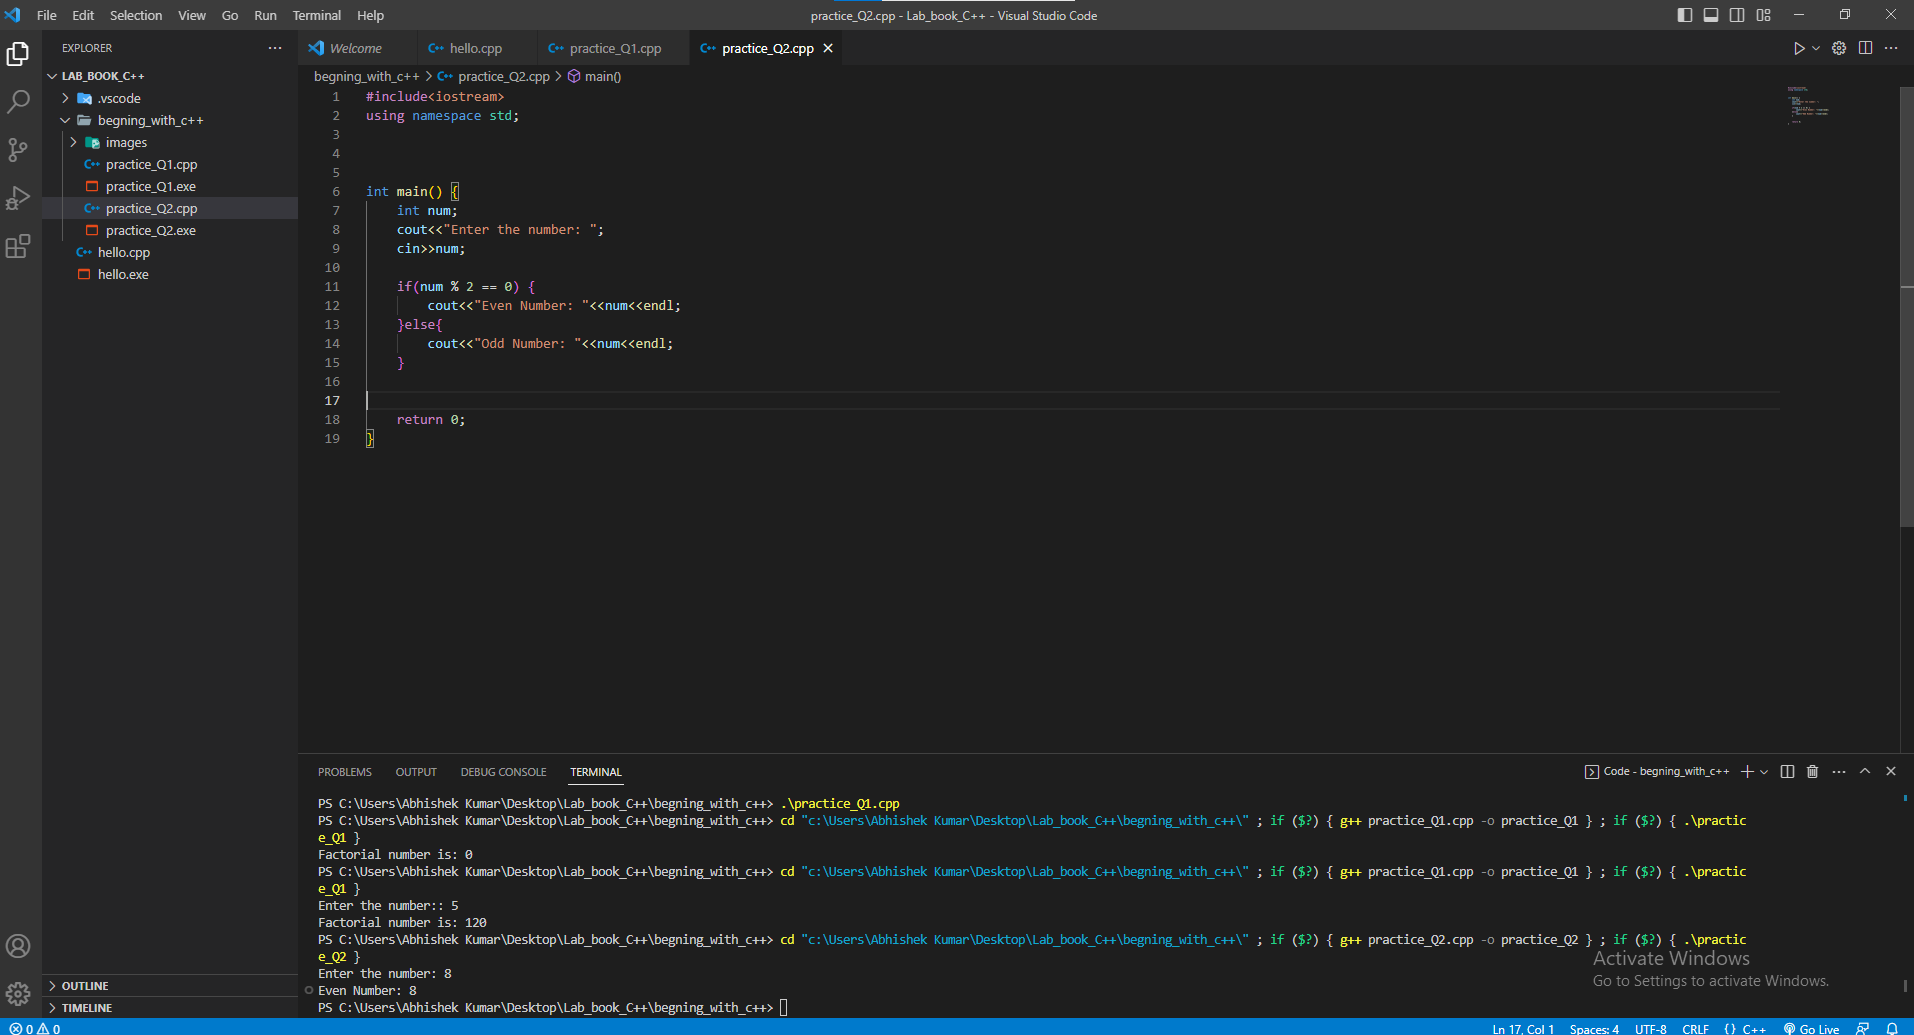 File Edit Selection View Go Run Terminal Help practice_Q2.cpp - Lab_book_C++ - Visual Studio Code
EXPLORER
LAB_BOOK_C++
.vscode
begning_with_c++
images
practice_Q1.cpp
practice_Q1.exe
practice_Q2.cpp
practice_Q2.exe
hello.cpp
hello.exe
OUTLINE
TIMELINE
Welcome hello.cpp practice_Q1.cpp practice_Q2.cpp
begning_with_c++ > practice_Q2.cpp > main()
1 #include<iostream>
2 using namespace std;
3
4
5
6 int main() {
7 int num;
8 cout<<"Enter the number: ";
9 cin>>num;
10
11 if(num % 2 == 0) {
12 cout<<"Even Number: "<<num<<endl;
13 }else{
14 cout<<"Odd Number: "<<num<<endl;
15 }
16
17
18 return 0;
19 }
PROBLEMS OUTPUT DEBUG CONSOLE TERMINAL Code - begning_with_c++
PS C:\Users\Abhishek Kumar\Desktop\Lab_book_C++\begning_with_c++> .\practice_Q1.cpp
PS C:\Users\Abhishek Kumar\Desktop\Lab_book_C++\begning_with_c++> cd "c:\Users\Abhishek Kumar\Desktop\Lab_book_C++\begning_with_c++\" ; if ($?) { g++ practice_Q1.cpp -o practice_Q1 } ; if ($?) { .\practic
e_Q1 }
Factorial number is: 0
PS C:\Users\Abhishek Kumar\Desktop\Lab_book_C++\begning_with_c++> cd "c:\Users\Abhishek Kumar\Desktop\Lab_book_C++\begning_with_c++\" ; if ($?) { g++ practice_Q1.cpp -o practice_Q1 } ; if ($?) { .\practic
e_Q1 }
Enter the number:: 5
Factorial number is: 120
PS C:\Users\Abhishek Kumar\Desktop\Lab_book_C++\begning_with_c++> cd "c:\Users\Abhishek Kumar\Desktop\Lab_book_C++\begning_with_c++\" ; if ($?) { g++ practice_Q2.cpp -o practice_Q2 } ; if ($?) { .\practic
e_Q2 }
Enter the number: 8
Even Number: 8
PS C:\Users\Abhishek Kumar\Desktop\Lab_book_C++\begning_with_c++>
Activate Windows
Go to Settings to activate Windows.
0 0 Ln 17, Col 1 Spaces: 4 UTF-8 CRLF {} C++ Go Live